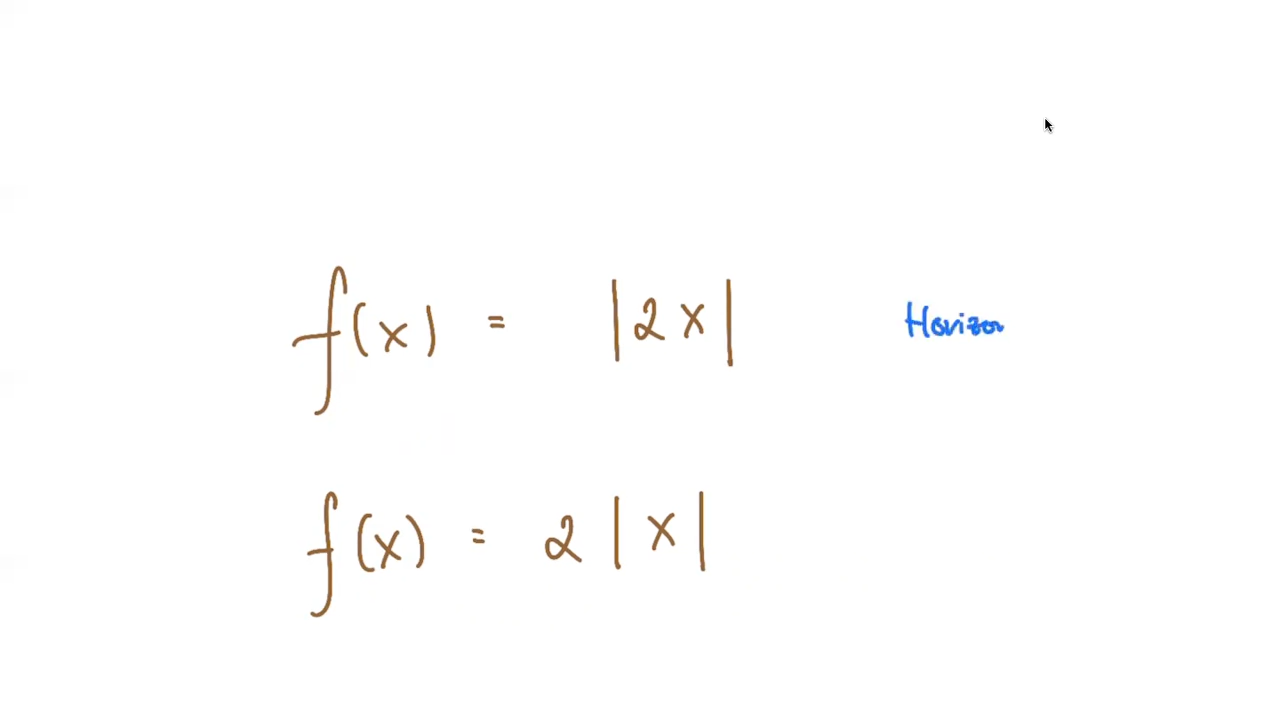 f(x) = |2x| Horizon
f(x) = 2|x|